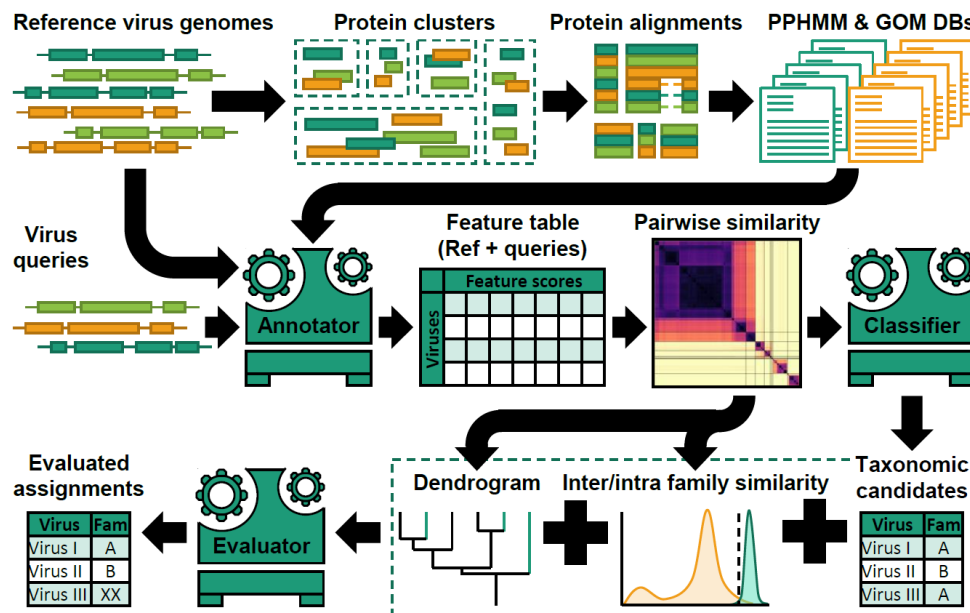 Reference virus genomes
Protein clusters
Protein alignments
PPHMM & GOM DBs
Virus
queries
Feature table
(Ref + queries)
Pairwise similarity
Annotator
Feature scores
Viruses
Classifier
Evaluated
assignments
Virus Fam
Virus I A
Virus II B
Virus III XX
Evaluator
Dendrogram
Inter/intra family similarity
Taxonomic
candidates
Virus Fam
Virus I A
Virus II B
Virus III A